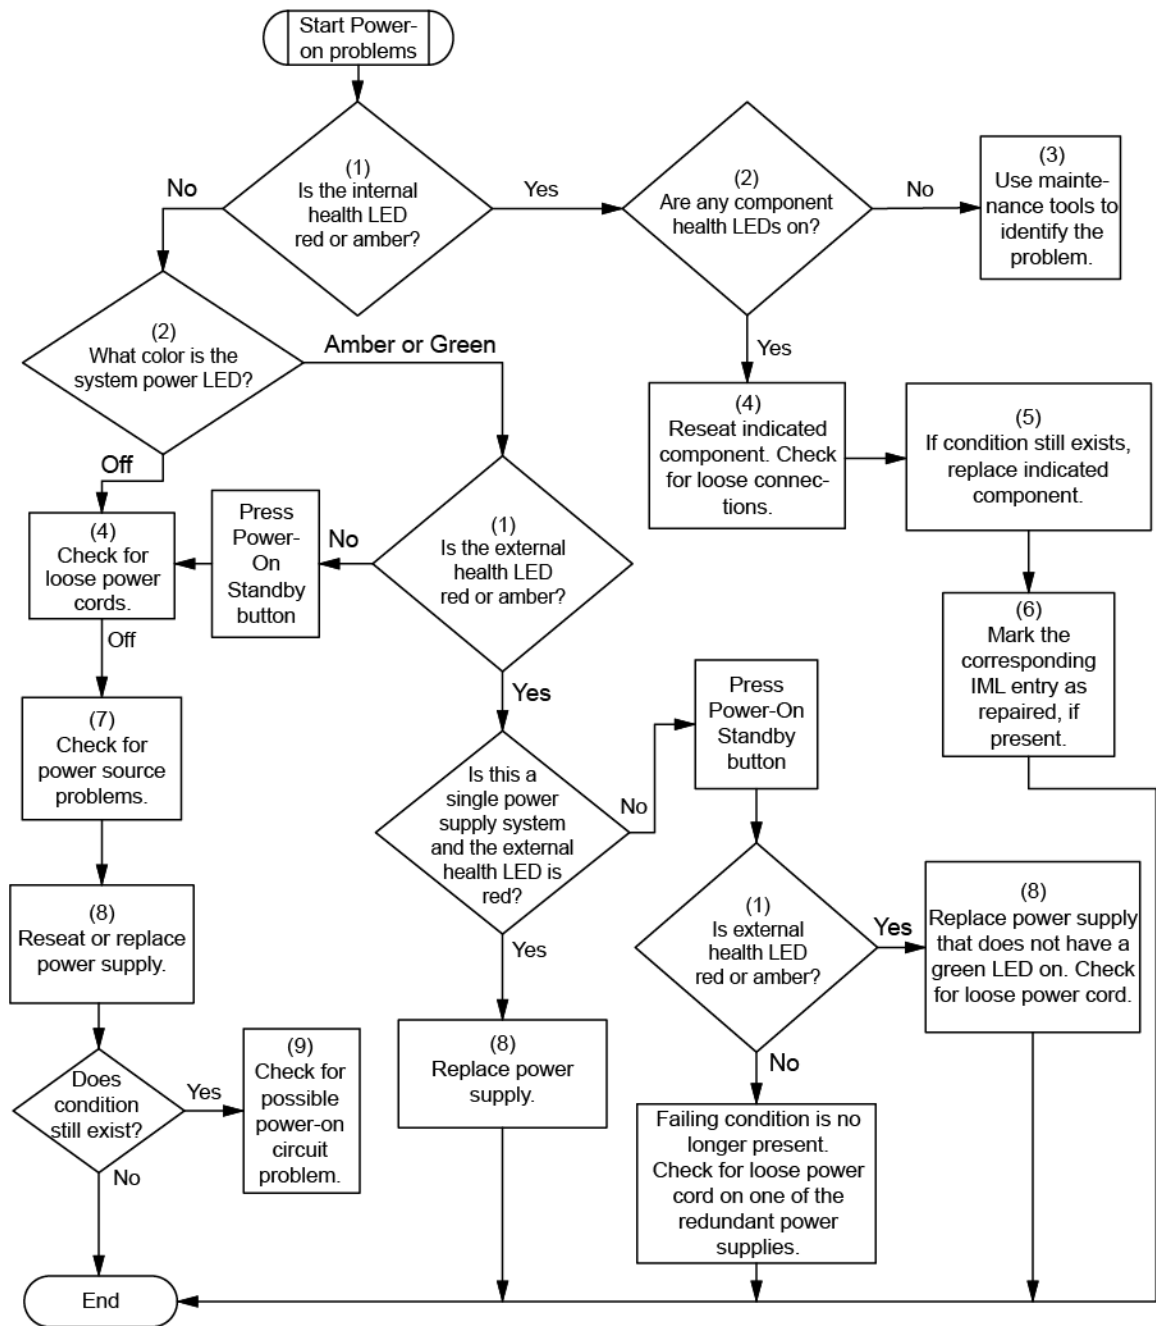 Start Power-
on problems
(1)
Is the internal
health LED
red or amber?
No
Yes
(2)
Are any component
health LEDs on?
No
(3)
Use mainte-
nance tools to
identify the
problem.
(2)
What color is the
system power LED?
Amber or Green
Yes
(4)
Reseat indicated
component. Check
for loose connec-
tions.
(5)
If condition still exists,
replace indicated
component.
Off
(4)
Check for
loose power
cords.
Press
Power-
On
Standby
button
No
(1)
Is the external
health LED
red or amber?
(6)
Mark the
corresponding
IML entry as
repaired, if
present.
Off
Yes
(7)
Check for
power source
problems.
Is this a
single power
supply system
and the external
health LED is
red?
No
Press
Power-On
Standby
button
(8)
Reseat or replace
power supply.
Yes
(1)
Is external
health LED
red or amber?
Yes
(8)
Replace power supply
that does not have a
green LED on. Check
for loose power cord.
Does
condition
still exist?
Yes
(9)
Check for
possible
power-on
circuit
problem.
(8)
Replace power
supply.
No
No
Failing condition is no
longer present.
Check for loose power
cord on one of the
redundant power
supplies.
End